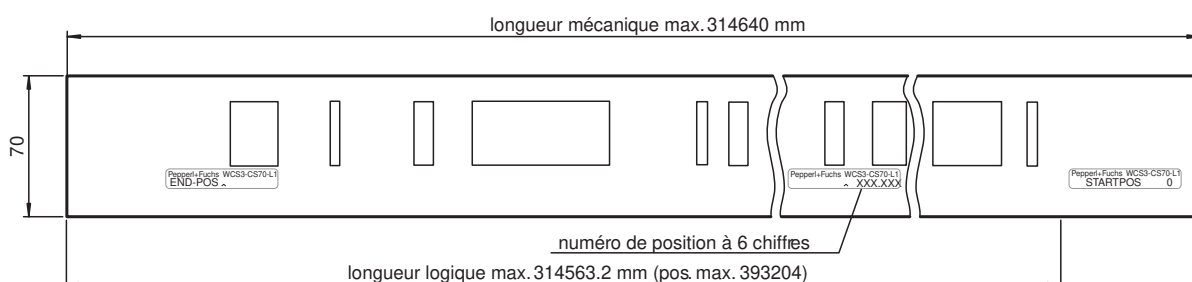 longueur mécanique max. 314640 mm
70
Pepperl+Fuchs WCS3-CS70-L1
END-POS ^
Pepperl+Fuchs WCS3-CS70-L1
^ XXX.XXX
Pepperl+Fuchs WCS3-CS70-L1
STARTPOS 0
numéro de position à 6 chiffres
longueur logique max. 314563.2 mm (pos. max. 393204)